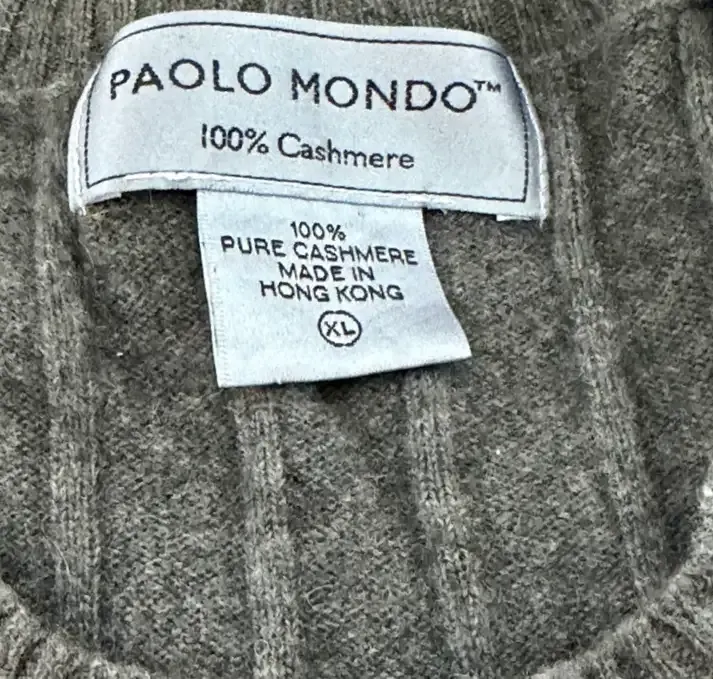 PAOLO MONDO™
100% Cashmere
100%
PURE CASHMERE
MADE IN
HONG KONG
XL